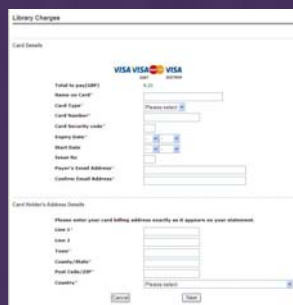 Library Charges
Card Details
VISA VISA VISA
Total to pay(GBP)
Name on Card*
Card Type* Please select
Card Number*
Card Security code*
Expiry Date*
Start Date
Issue No
Payer's Email Address*
Confirm Email Address*
Card Holder's Address Details
Please enter your card billing address exactly as it appears on your statement.
Line 1*
Line 2
Town*
County/State*
Post Code/ZIP*
Country* Please select
Cancel Next